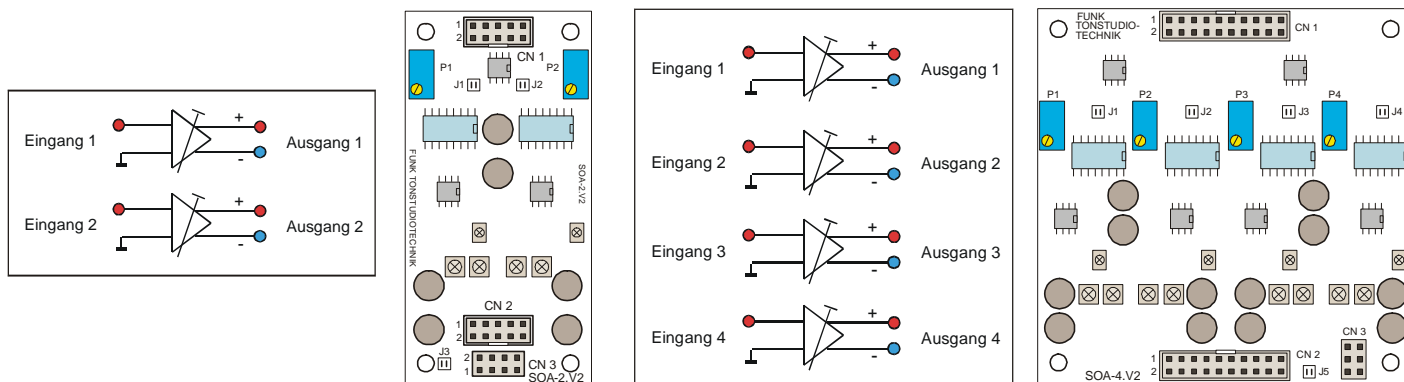 Eingang 1
+
-
Ausgang 1
Eingang 2
+
-
Ausgang 2
1
2
CN 1
P1
P2
J1
J2
FUNK TONSTUDIOTECHNIK
SOA-2.V2
CN 2
1
2
J3
2
1
CN 3
SOA-2.V2
Eingang 1
+
-
Ausgang 1
Eingang 2
+
-
Ausgang 2
Eingang 3
+
-
Ausgang 3
Eingang 4
+
-
Ausgang 4
FUNK
TONSTUDIO-
TECHNIK
1
2
CN 1
P1
J1
P2
J2
P3
J3
P4
J4
1
2
CN 2
J5
CN 3
SOA-4.V2